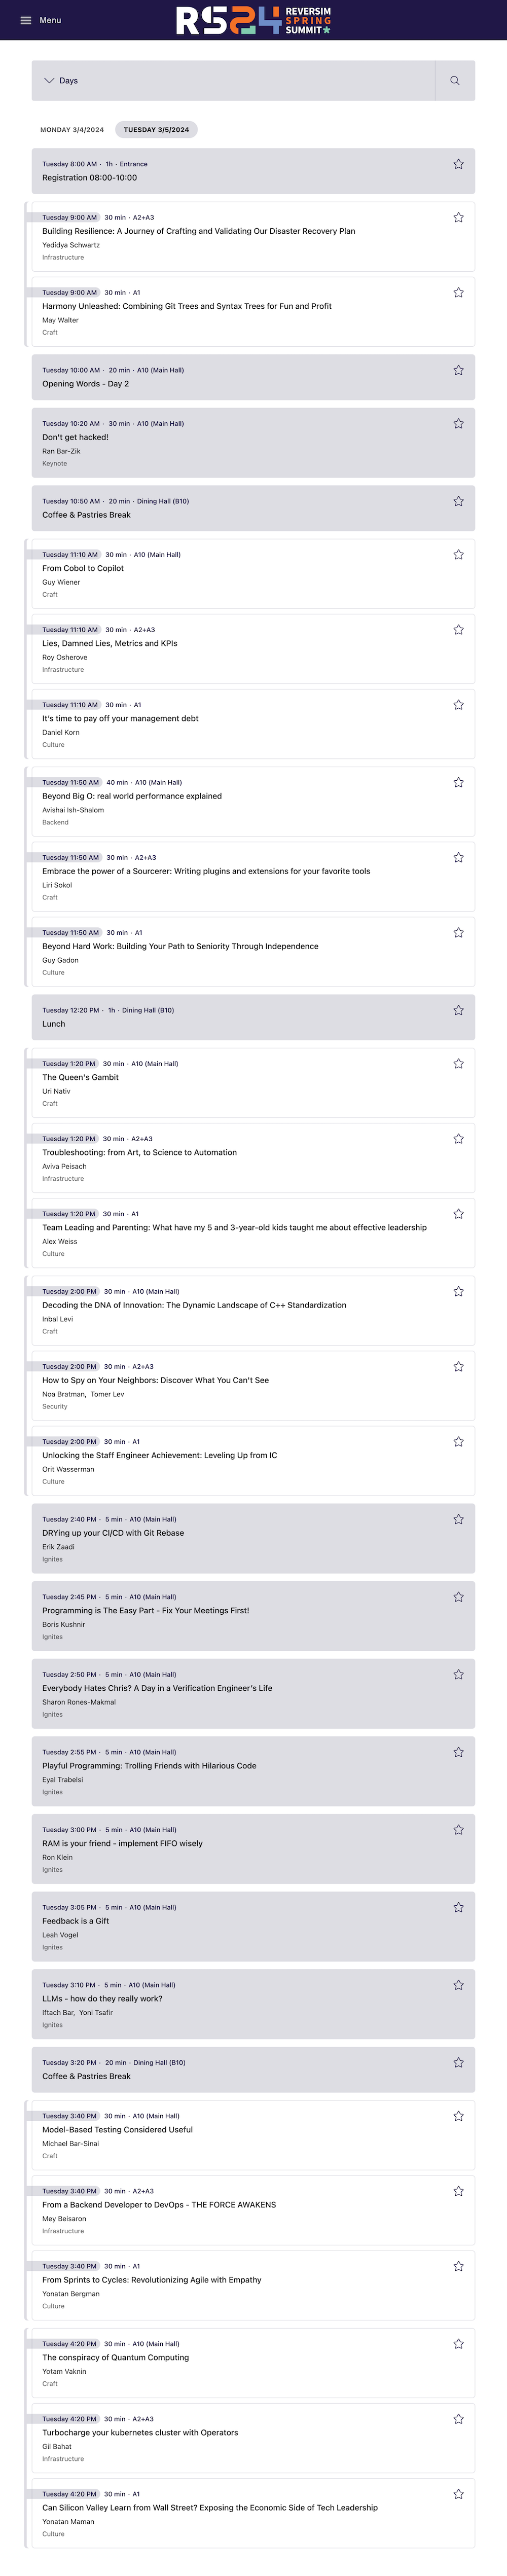 Menu
RS24
REVERSIM
SPRING
SUMMIT
Days
MONDAY 3/4/2024
TUESDAY 3/5/2024
Tuesday 8:00 AM · 1h · Entrance
Registration 08:00-10:00
Tuesday 9:00 AM 30 min · A2+A3
Building Resilience: A Journey of Crafting and Validating Our Disaster Recovery Plan
Yedidya Schwartz
Infrastructure
Tuesday 9:00 AM 30 min · A1
Harmony Unleashed: Combining Git Trees and Syntax Trees for Fun and Profit
May Walter
Craft
Tuesday 10:00 AM · 20 min · A10 (Main Hall)
Opening Words - Day 2
Tuesday 10:20 AM · 30 min · A10 (Main Hall)
Don't get hacked!
Ran Bar-Zik
Keynote
Tuesday 10:50 AM · 20 min · Dining Hall (B10)
Coffee & Pastries Break
Tuesday 11:10 AM 30 min · A10 (Main Hall)
From Cobol to Copilot
Guy Wiener
Craft
Tuesday 11:10 AM 30 min · A2+A3
Lies, Damned Lies, Metrics and KPIs
Roy Osherove
Infrastructure
Tuesday 11:10 AM 30 min · A1
It's time to pay off your management debt
Daniel Korn
Culture
Tuesday 11:50 AM 40 min · A10 (Main Hall)
Beyond Big O: real world performance explained
Avishai Ish-Shalom
Backend
Tuesday 11:50 AM 30 min · A2+A3
Embrace the power of a Sourcerer: Writing plugins and extensions for your favorite tools
Liri Sokol
Craft
Tuesday 11:50 AM 30 min · A1
Beyond Hard Work: Building Your Path to Seniority Through Independence
Guy Gadon
Culture
Tuesday 12:20 PM · 1h · Dining Hall (B10)
Lunch
Tuesday 1:20 PM 30 min · A10 (Main Hall)
The Queen's Gambit
Uri Nativ
Craft
Tuesday 1:20 PM 30 min · A2+A3
Troubleshooting: from Art, to Science to Automation
Aviva Peisach
Infrastructure
Tuesday 1:20 PM 30 min · A1
Team Leading and Parenting: What have my 5 and 3-year-old kids taught me about effective leadership
Alex Weiss
Culture
Tuesday 2:00 PM 30 min · A10 (Main Hall)
Decoding the DNA of Innovation: The Dynamic Landscape of C++ Standardization
Inbal Levi
Craft
Tuesday 2:00 PM 30 min · A2+A3
How to Spy on Your Neighbors: Discover What You Can't See
Noa Bratman, Tomer Lev
Security
Tuesday 2:00 PM 30 min · A1
Unlocking the Staff Engineer Achievement: Leveling Up from IC
Orit Wasserman
Culture
Tuesday 2:40 PM · 5 min · A10 (Main Hall)
DRYing up your CI/CD with Git Rebase
Erik Zaadi
Ignites
Tuesday 2:45 PM · 5 min · A10 (Main Hall)
Programming is The Easy Part - Fix Your Meetings First!
Boris Kushnir
Ignites
Tuesday 2:50 PM · 5 min · A10 (Main Hall)
Everybody Hates Chris? A Day in a Verification Engineer's Life
Sharon Rones-Makmal
Ignites
Tuesday 2:55 PM · 5 min · A10 (Main Hall)
Playful Programming: Trolling Friends with Hilarious Code
Eyal Trabelsi
Ignites
Tuesday 3:00 PM · 5 min · A10 (Main Hall)
RAM is your friend - implement FIFO wisely
Ron Klein
Ignites
Tuesday 3:05 PM · 5 min · A10 (Main Hall)
Feedback is a Gift
Leah Vogel
Ignites
Tuesday 3:10 PM · 5 min · A10 (Main Hall)
LLMs - how do they really work?
Iftach Bar, Yoni Tsafir
Ignites
Tuesday 3:20 PM · 20 min · Dining Hall (B10)
Coffee & Pastries Break
Tuesday 3:40 PM 30 min · A10 (Main Hall)
Model-Based Testing Considered Useful
Michael Bar-Sinai
Craft
Tuesday 3:40 PM 30 min · A2+A3
From a Backend Developer to DevOps - THE FORCE AWAKENS
Mey Beisaron
Infrastructure
Tuesday 3:40 PM 30 min · A1
From Sprints to Cycles: Revolutionizing Agile with Empathy
Yonatan Bergman
Culture
Tuesday 4:20 PM 30 min · A10 (Main Hall)
The conspiracy of Quantum Computing
Yotam Vaknin
Craft
Tuesday 4:20 PM 30 min · A2+A3
Turbocharge your kubernetes cluster with Operators
Gil Bahat
Infrastructure
Tuesday 4:20 PM 30 min · A1
Can Silicon Valley Learn from Wall Street? Exposing the Economic Side of Tech Leadership
Yonatan Maman
Culture